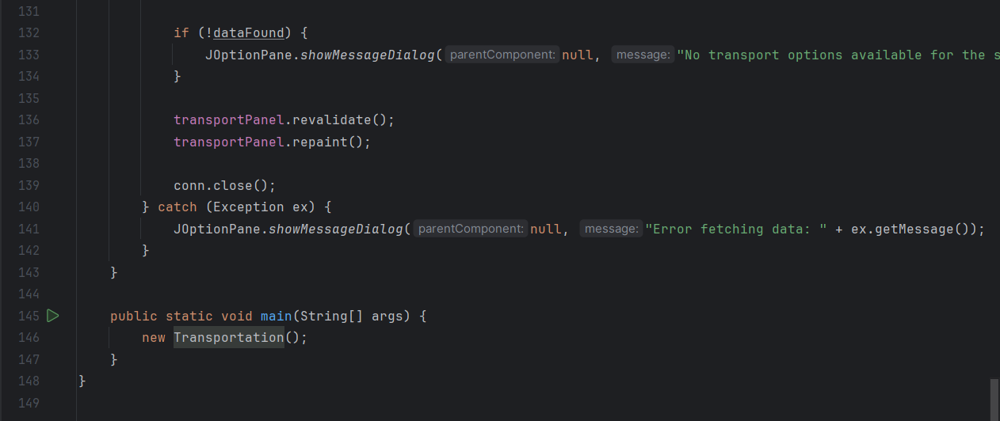 131
132 if (!dataFound) {
133 JOptionPane.showMessageDialog( parentComponent: null, message: "No transport options available for the s
134 }
135
136 transportPanel.revalidate();
137 transportPanel.repaint();
138
139 conn.close();
140 } catch (Exception ex) {
141 JOptionPane.showMessageDialog( parentComponent: null, message: "Error fetching data: " + ex.getMessage());
142 }
143 }
144
145 public static void main(String[] args) {
146 new Transportation();
147 }
148 }
149